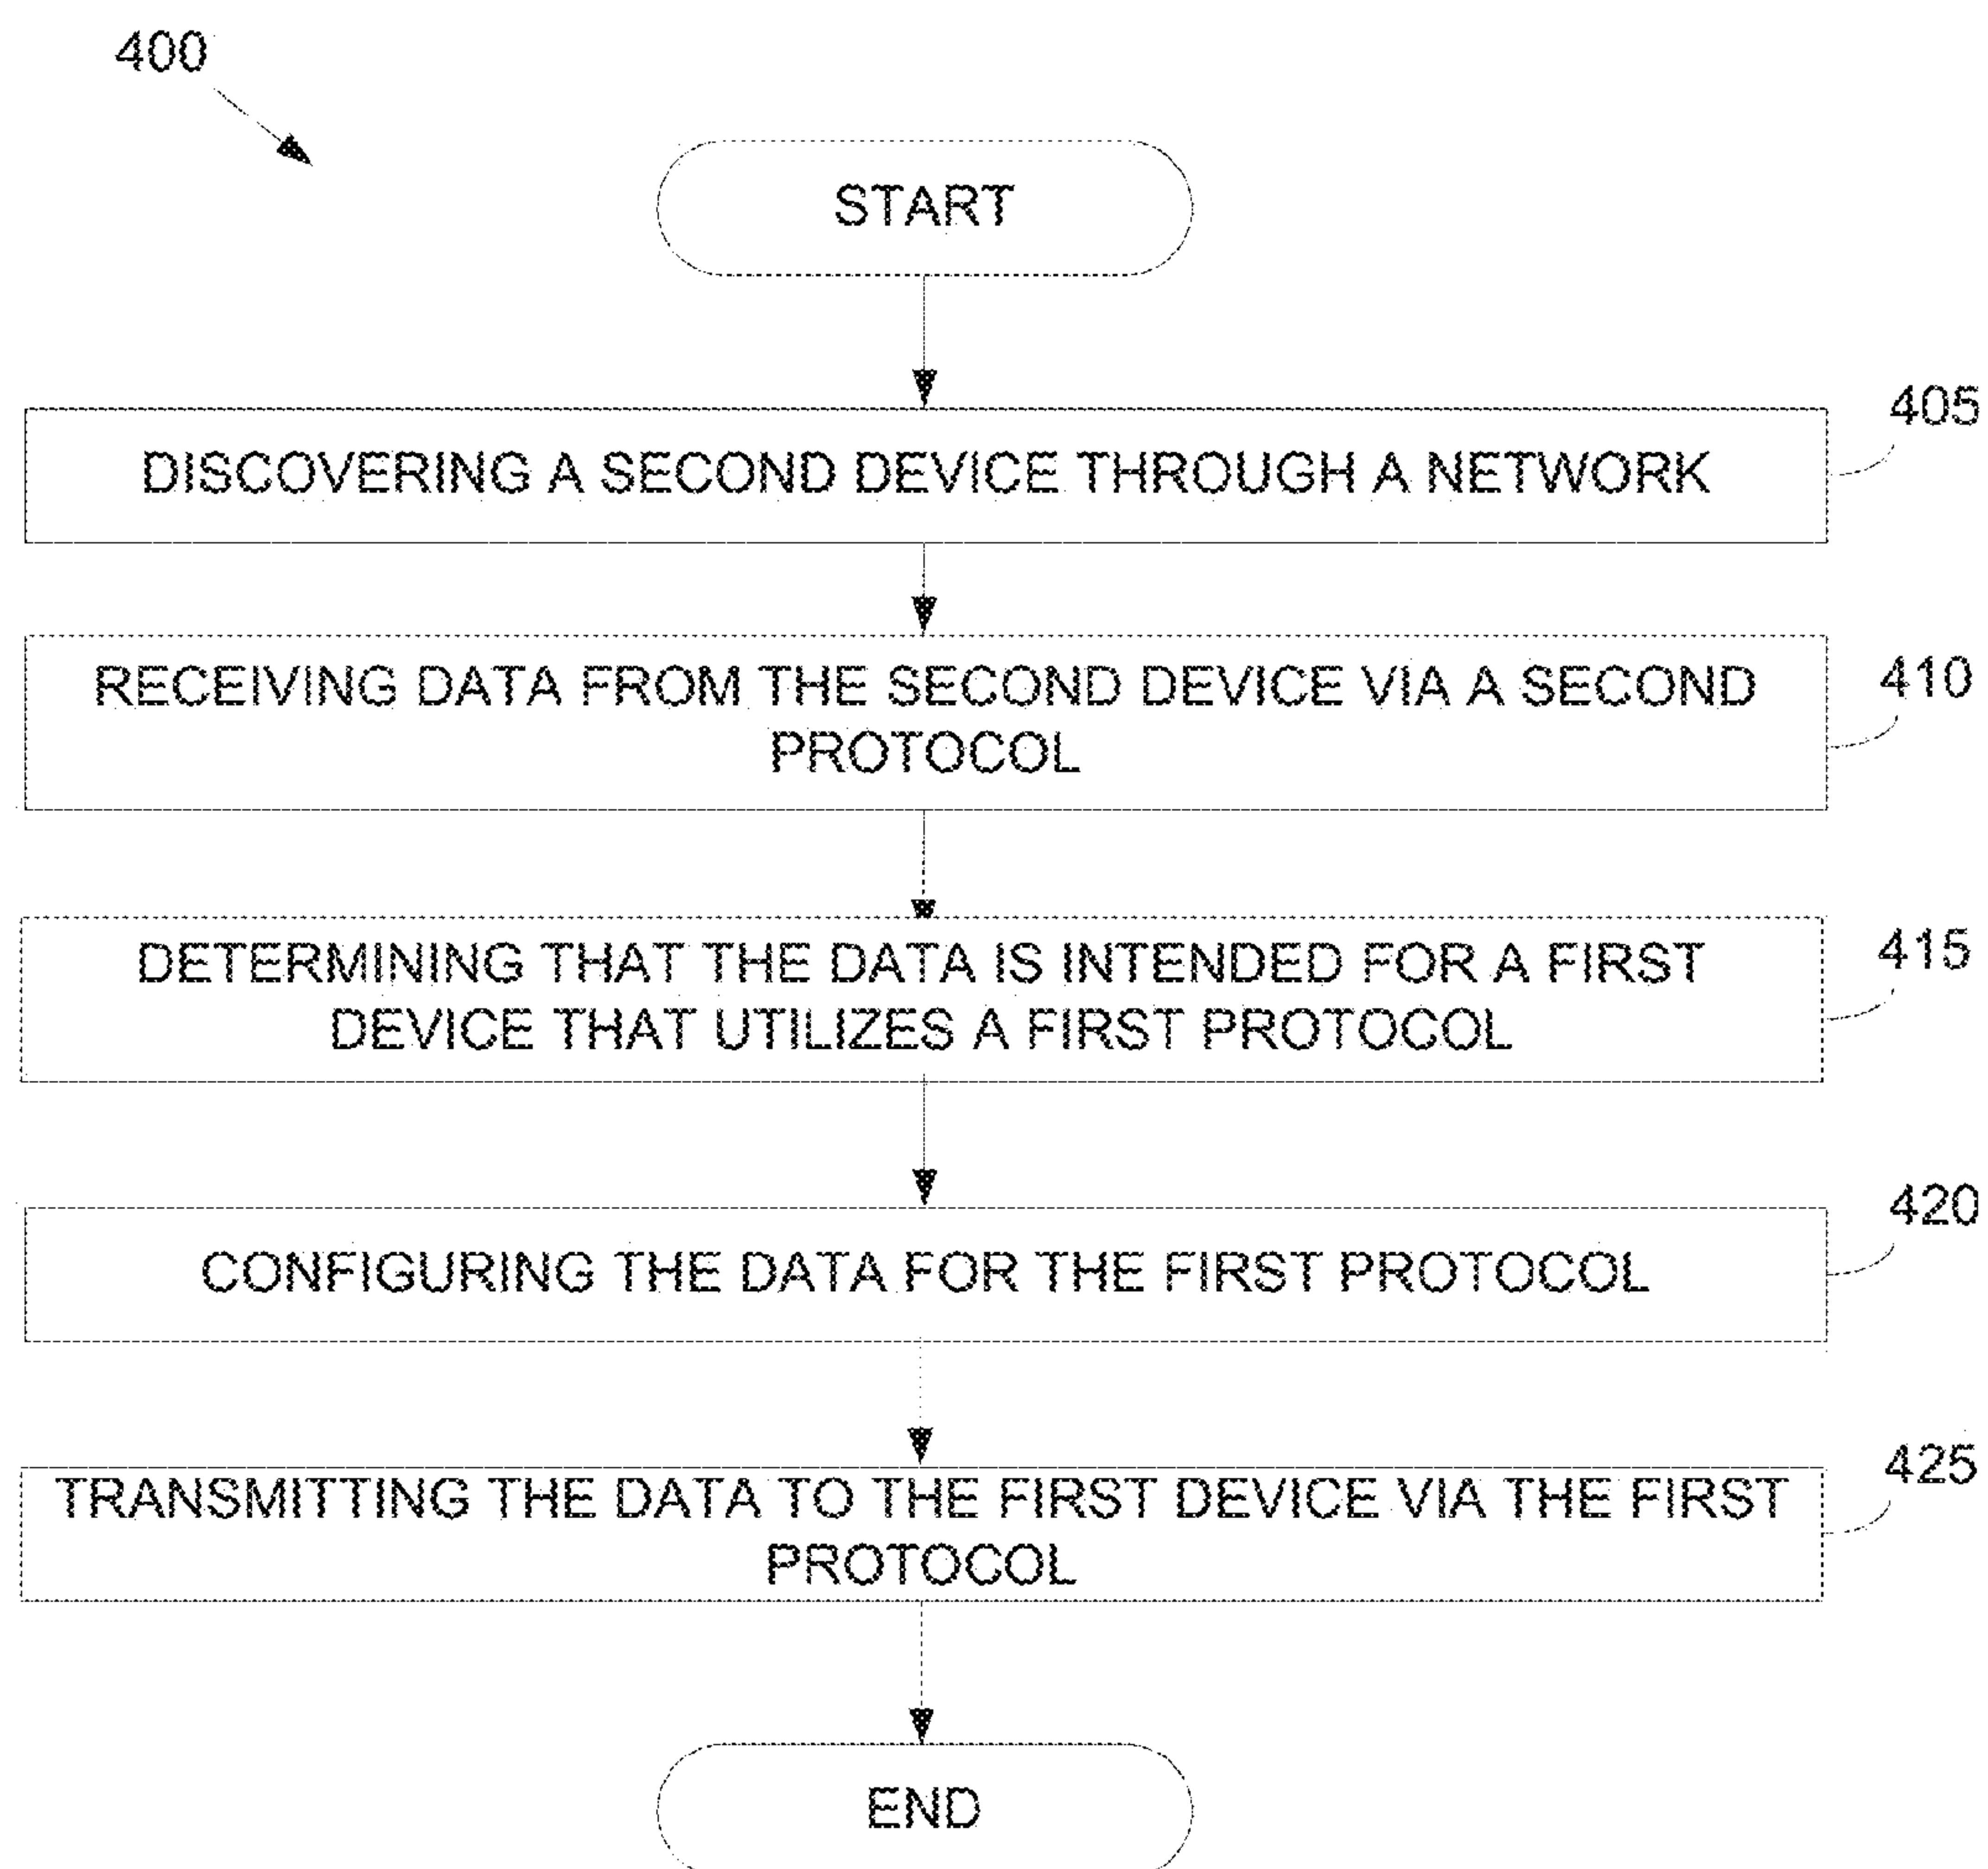 400
START
405
DISCOVERING A SECOND DEVICE THROUGH A NETWORK
410
RECEIVING DATA FROM THE SECOND DEVICE VIA A SECOND
PROTOCOL
415
DETERMINING THAT THE DATA IS INTENDED FOR A FIRST
DEVICE THAT UTILIZES A FIRST PROTOCOL
420
CONFIGURING THE DATA FOR THE FIRST PROTOCOL
425
TRANSMITTING THE DATA TO THE FIRST DEVICE VIA THE FIRST
PROTOCOL
END